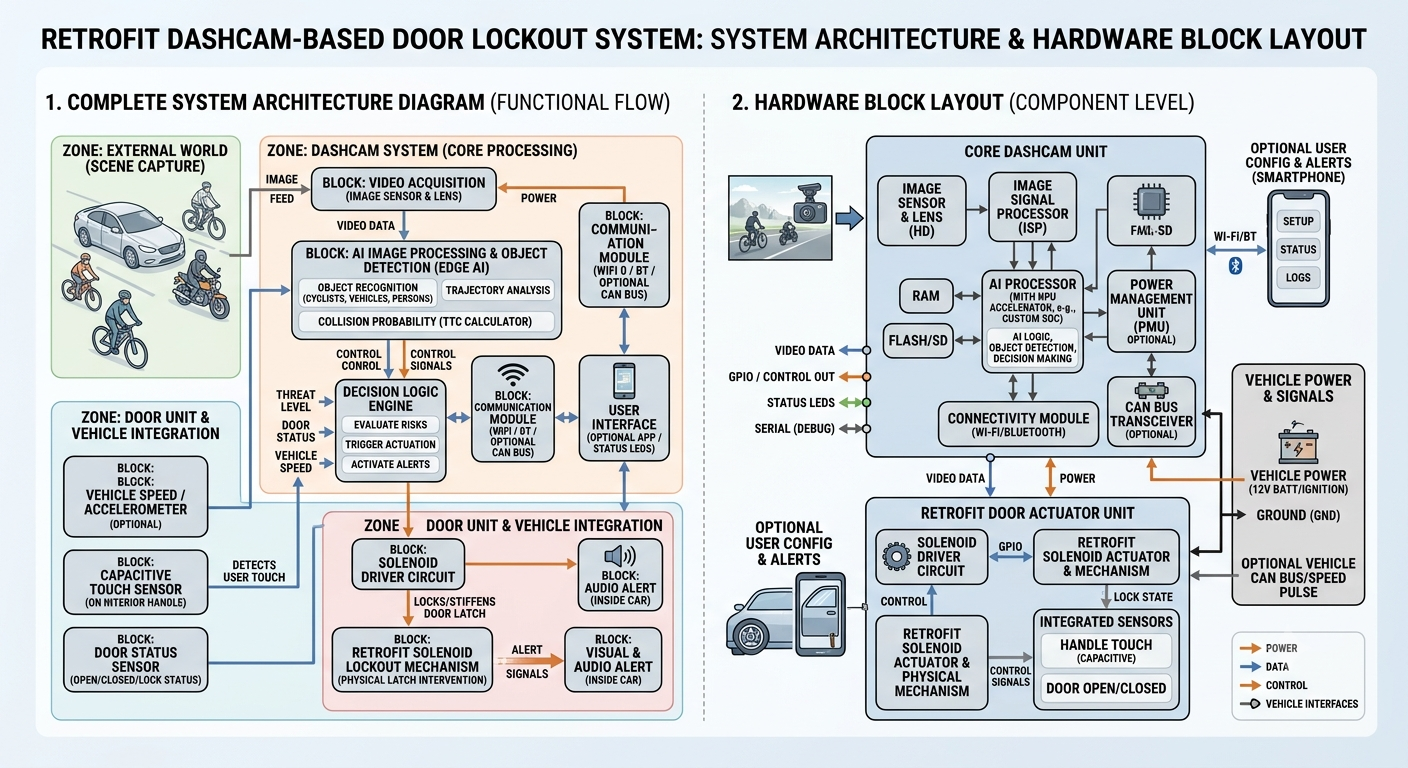 RETROFIT DASHCAM-BASED DOOR LOCKOUT SYSTEM: SYSTEM ARCHITECTURE & HARDWARE BLOCK LAYOUT
1. COMPLETE SYSTEM ARCHITECTURE DIAGRAM (FUNCTIONAL FLOW)
ZONE: EXTERNAL WORLD
(SCENE CAPTURE)
ZONE: DASHCAM SYSTEM (CORE PROCESSING)
IMAGE
FEED
BLOCK: VIDEO ACQUISITION
(IMAGE SENSOR & LENS)
POWER
VIDEO DATA
BLOCK:
COMMUNI-
ATION
MODULE
(WIFI 0 / BT /
OPTIONAL
CAN BUS)
BLOCK: AI IMAGE PROCESSING & OBJECT
DETECTION (EDGE AI)
OBJECT RECOGNITION
(CYCLISTS, VEHICLES, PERSONS)
TRAJECTORY ANALYSIS
COLLISION PROBABILITY (TTC CALCULATOR)
CONTROL
CONROL
CONTROL
SIGNALS
THREAT
LEVEL
DOOR
STATUS
VEHICLE
SPEED
DECISION LOGIC
ENGINE
EVALUATE RISKS
TRIGGER ACTUATION
ACTIVATE ALERTS
BLOCK:
COMMUNICATION
MODULE
(WPI / OT /
OPTIONAL
CAN BUS)
USER
INTERFACE
(OPTIONAL APP /
STATUS LEDS)
ZONE: DOOR UNIT &
VEHICLE INTEGRATION
BLOCK:
BLOCK:
VEHICLE SPEED /
ACCELEROMETER
(OPTIONAL)
BLOCK:
CAPACITIVE
TOUCH SENSOR
(ON NITERIOR HANDLE)
DETECTS
USER TOUCH
BLOCK:
DOOR STATUS
SENSOR
(OPEN/CLOSED/LOCK STATUS)
ZONE DOOR UNIT & VEHICLE INTEGRATION
BLOCK:
SOLENOID
DRIVER CIRCUIT
BLOCK:
AUDIO ALERT
(INSIDE CAR)
LOCKS/STIFFENS
DOOR LATCH
BLOCK:
RETROFIT SOLENOID
LOCKOUT MECHANISM
(PHYSICAL LATCH INTERVENTION)
ALERT
SIGNALS
RLOCK:
VISUAL &
AUDIO ALERT
(INSIDE CAR)
2. HARDWARE BLOCK LAYOUT (COMPONENT LEVEL)
CORE DASHCAM UNIT
IMAGE
SENSOR
& LENS
(HD)
IMAGE
SIGNAL
PROCESSOR
(ISP)
RAM
FLASH/SD
AI PROCESSOR
(WITH MPU
ACCELENATOR, e-g.,
CUSTOM SOC)
AI LOGIC,
OBJECT DETECTION,
DECISION MAKING
POWER
MANAGEMENT
UNIT
(PMU)
OPTIONAL)
CONNECTIVITY MODULE
(WI-FI/BLUETOOTH)
CAN BUS
TRANSCEIVER
(OPTIONAL)
VIDEO DATA
GPIO / CONTROL OUT
STATUS LEDS
SERIAL (DEBUG)
OPTIONAL USER
CONFIG & ALERTS
(SMARTPHONE)
WI-FI/BT
SETUP
STATUS
LOGS
VIDEO DATA
POWER
VEHICLE POWER
& SIGNALS
VEHICLE POWER
(12V BATT/IGNITION)
GROUND (GND)
OPTIONAL VEHICLE
CAN BUS/SPEED
PULSE
OPTIONAL
USER CONFIG
& ALERTS
RETROFIT DOOR ACTUATOR UNIT
SOLENOID
DRIVER
CIRCUIT
GPIO
RETROFIT
SOLENOID ACTUATOR
& MECHANISM
CONTROL
LOCK STATE
RETROFIT
SOLENOID
ACTUATOR &
PHYSICAL
MECHANISM
CONTROL
SIGNALS
INTEGRATED SENSORS
HANDLE TOUCH
(CAPACITIVE)
DOOR OPEN/CLOSED
POWER
DATA
CONTROL
VEHICLE INTERFACES